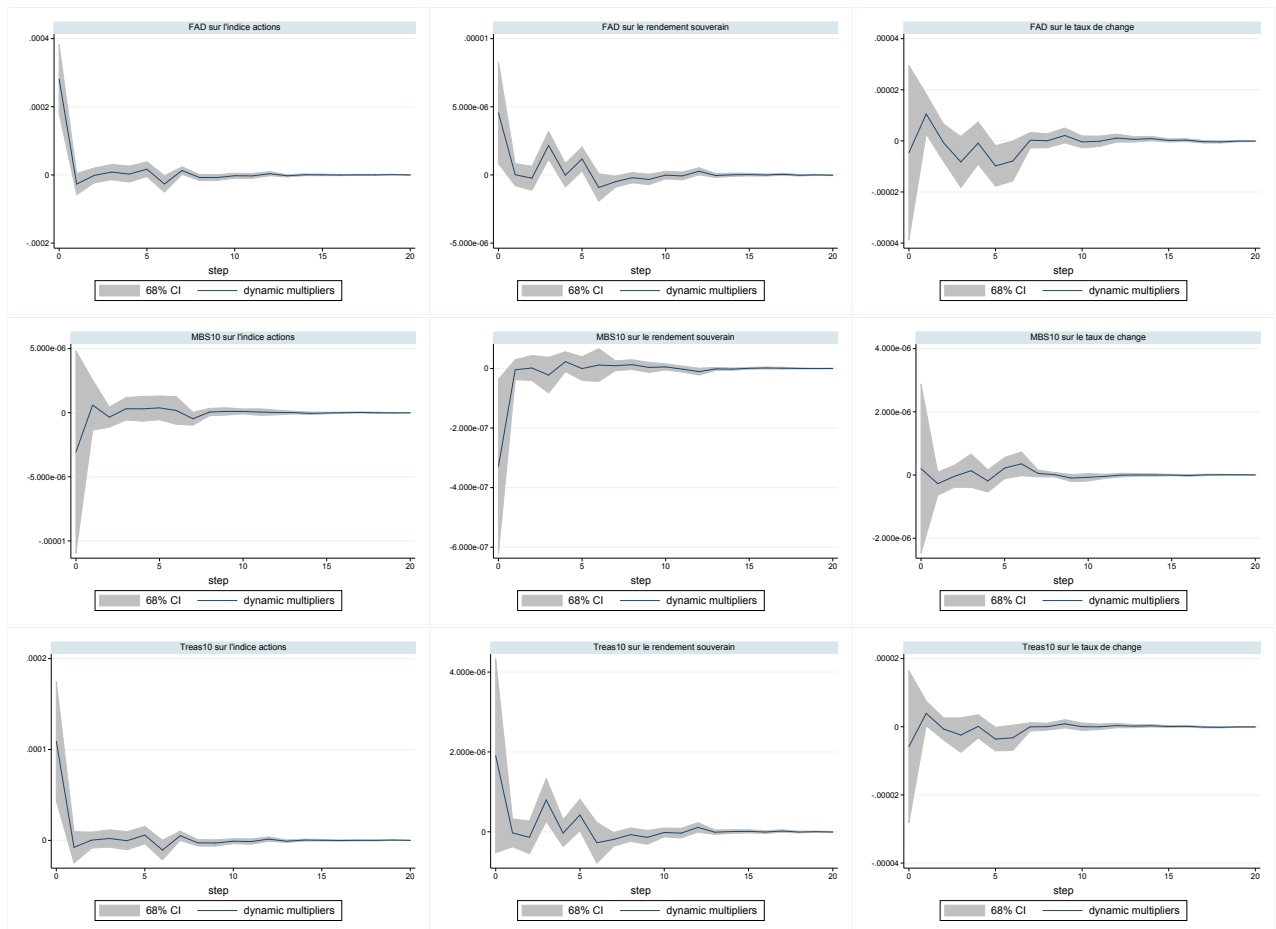 FAD sur l'indice actions
.0004
.0002
0
-.0002
0 5 10 15 20
step
68% CI dynamic multipliers
FAD sur le rendement souverain
.00001
5.000e-06
0
-5.000e-06
0 5 10 15 20
step
68% CI dynamic multipliers
FAD sur le taux de change
.00004
.00002
0
-.00002
-.00004
0 5 10 15 20
step
68% CI dynamic multipliers
MBS10 sur l'indice actions
5.000e-06
0
-5.000e-06
-.00001
0 5 10 15 20
step
68% CI dynamic multipliers
MBS10 sur le rendement souverain
0
-2.000e-07
-4.000e-07
-6.000e-07
0 5 10 15 20
step
68% CI dynamic multipliers
MBS10 sur le taux de change
4.000e-06
2.000e-06
0
-2.000e-06
0 5 10 15 20
step
68% CI dynamic multipliers
Treas10 sur l'indice actions
.0002
.0001
0
0 5 10 15 20
step
68% CI dynamic multipliers
Treas10 sur le rendement souverain
4.000e-06
2.000e-06
0
0 5 10 15 20
step
68% CI dynamic multipliers
Treas10 sur le taux de change
.00002
0
-.00002
-.00004
0 5 10 15 20
step
68% CI dynamic multipliers